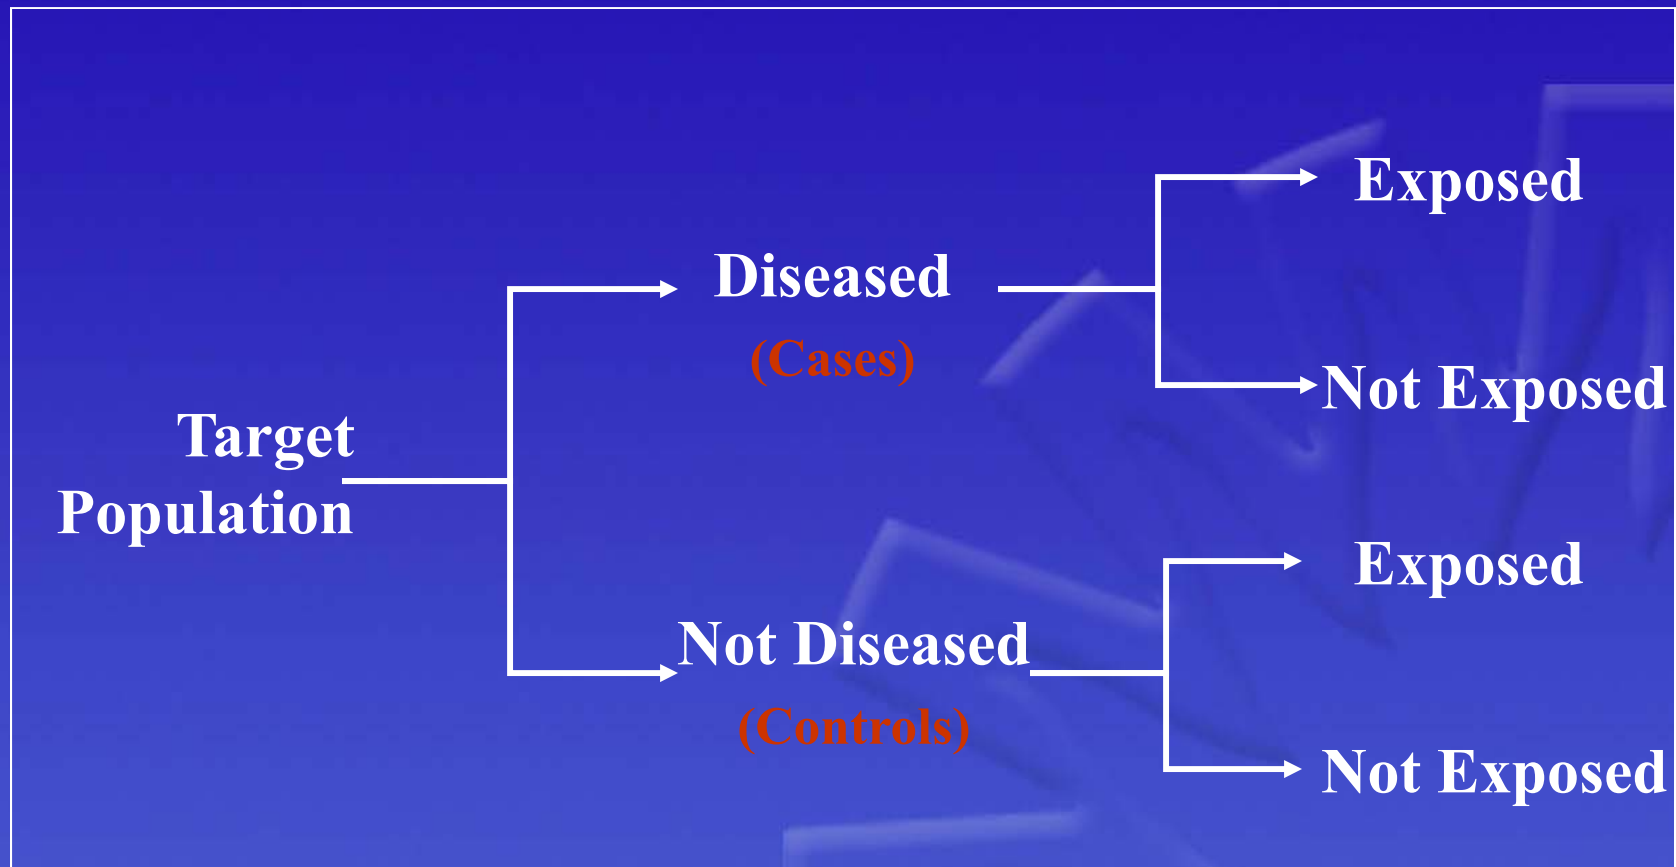 Target
Population
Diseased
(Cases)
Exposed
Not Exposed
Not Diseased
(Controls)
Exposed
Not Exposed